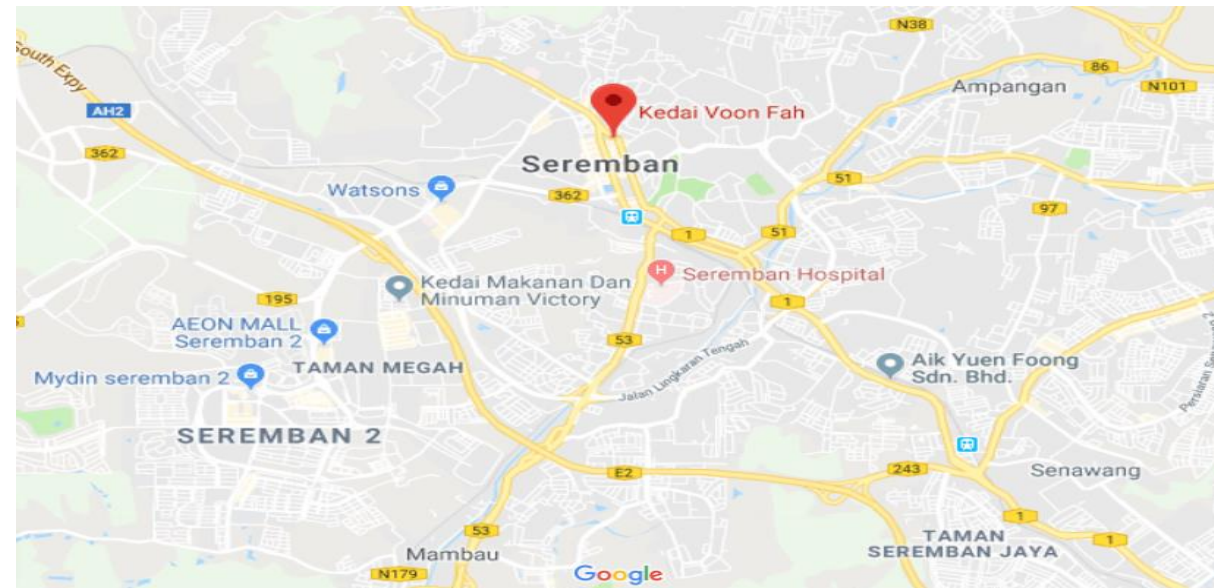 N38
South Expy
86
Ampangan
N101
AH2
Kedai Voon Fah
362
Seremban
51
Watsons
362
97
1
51
Seremban Hospital
Kedai Makanan Dan
Minuman Victory
195
1
AEON MALL
Seremban 2
53
Jalan Lingkaran Tengah
Aik Yuen Foong
Sdn. Bhd.
TAMAN MEGAH
Mydin seremban 2
Persiaran Senawang 2
SEREMBAN 2
E2
243
Senawang
1
53
TAMAN
SEREMBAN JAYA
1
Mambau
N179
Google